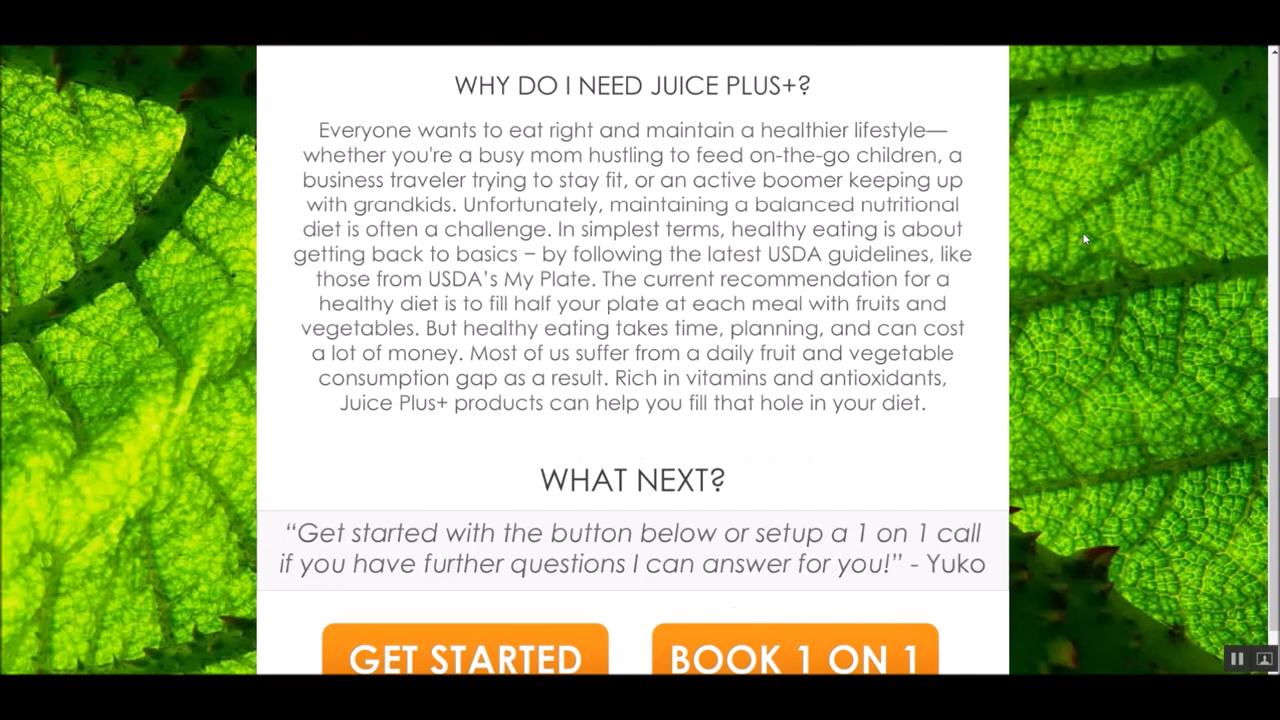 WHY DO I NEED JUICE PLUS+?
Everyone wants to eat right and maintain a healthier lifestyle—
whether you're a busy mom hustling to feed on-the-go children, a
business traveler trying to stay fit, or an active boomer keeping up
with grandkids. Unfortunately, maintaining a balanced nutritional
diet is often a challenge. In simplest terms, healthy eating is about
getting back to basics – by following the latest USDA guidelines, like
those from USDA's My Plate. The current recommendation for a
healthy diet is to fill half your plate at each meal with fruits and
vegetables. But healthy eating takes time, planning, and can cost
a lot of money. Most of us suffer from a daily fruit and vegetable
consumption gap as a result. Rich in vitamins and antioxidants,
Juice Plus+ products can help you fill that hole in your diet.
WHAT NEXT?
“Get started with the button below or setup a 1 on 1 call
if you have further questions I can answer for you!” - Yuko
GET STARTED
BOOK 1 ON 1